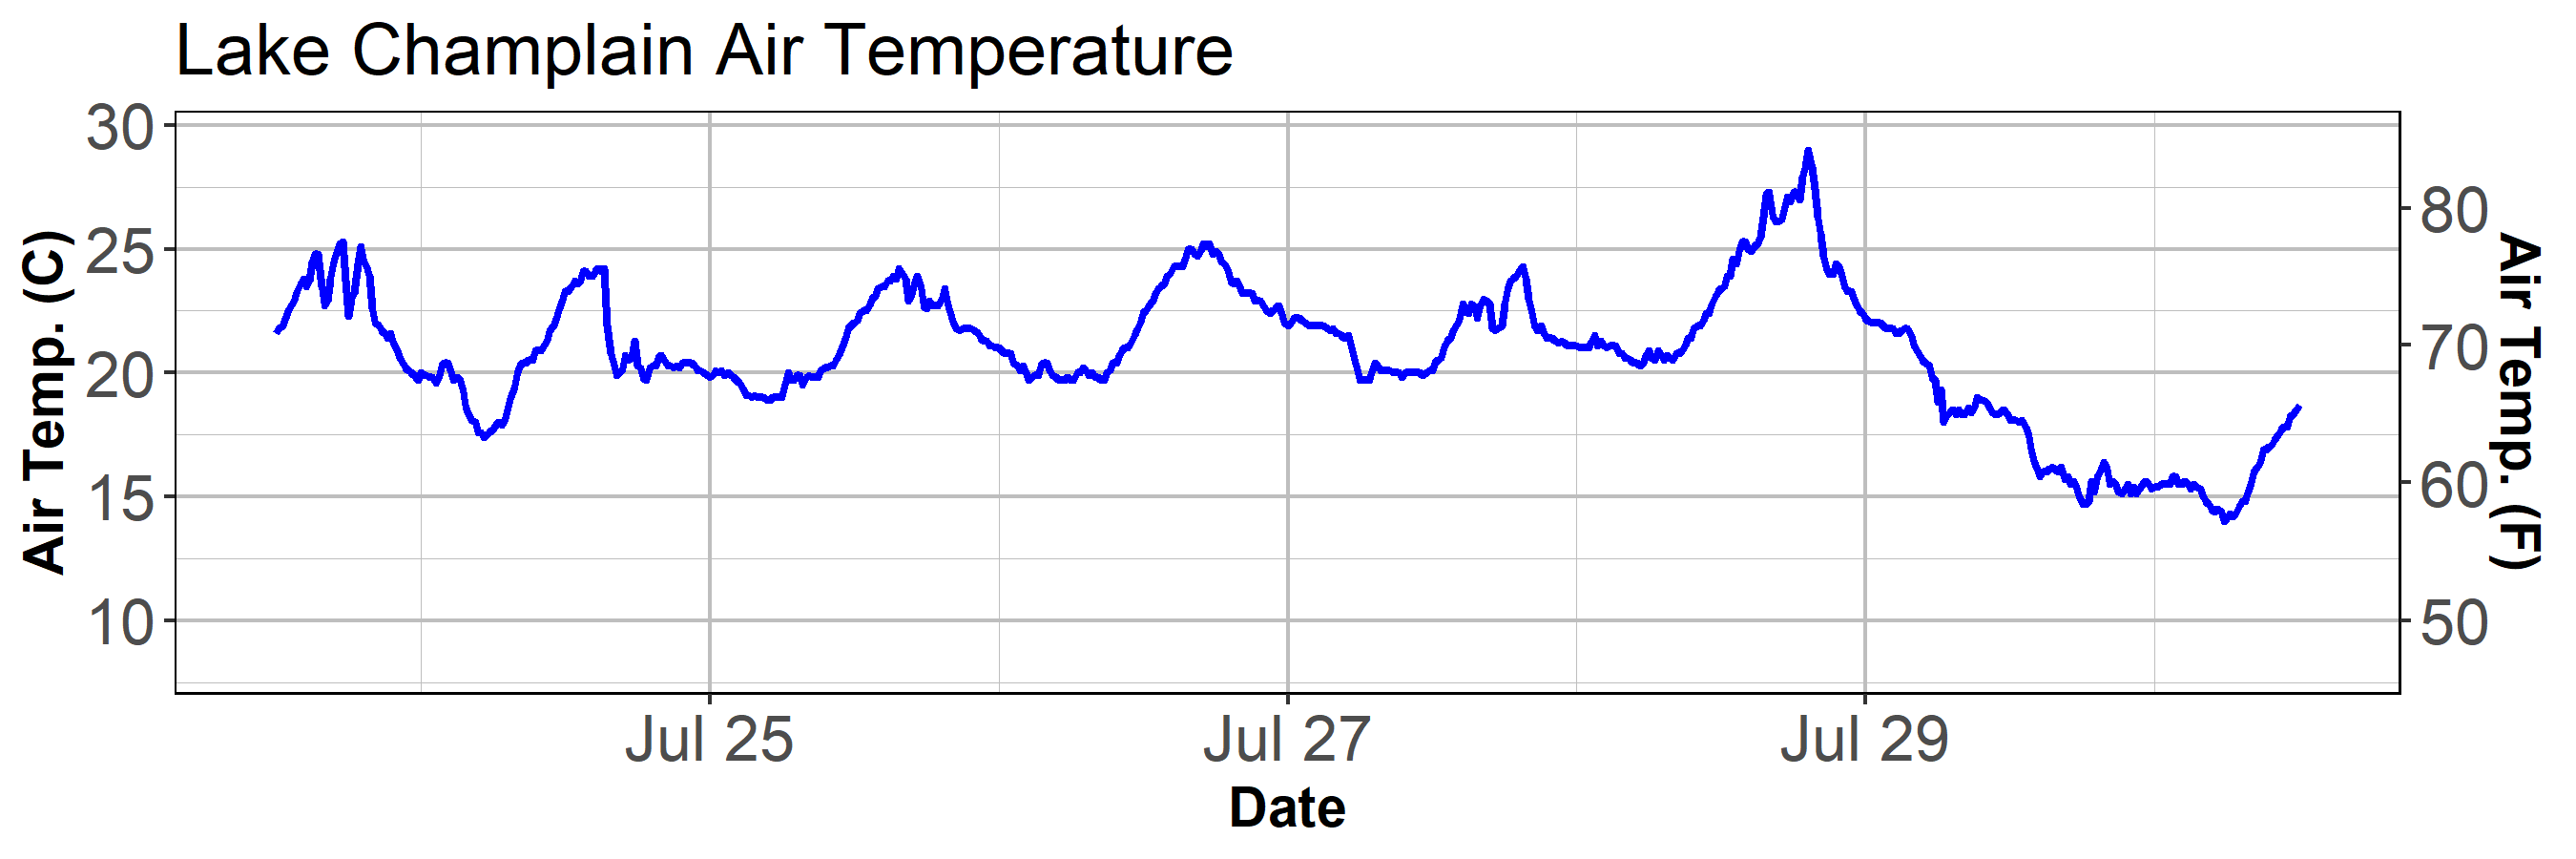 Lake Champlain Air Temperature
30
25
20
15
10
Air Temp. (C)
80
70
60
50
Air Temp. (F)
Jul 25 Jul 27 Jul 29
Date